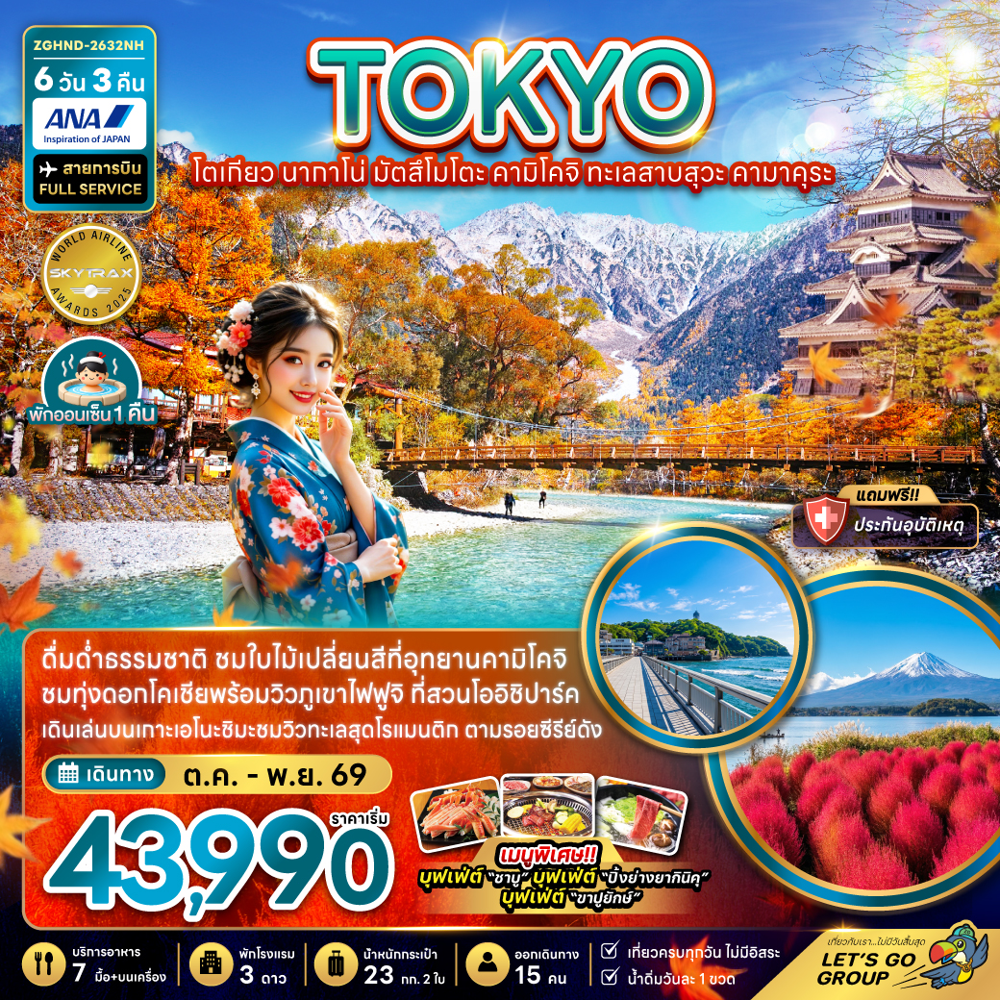 ZGHND-2632NH
6 วัน 3 คืน
ANA
Inspiration of JAPAN
สายการบิน
FULL SERVICE
TOKYO
โตเกียว นากาโน่ มัตสึโมโตะ คามิโคจิ ทะเลสาบสุวะ คามาคุระ
WORLD AIRLINE
SKYTRAX
AWARDS 2025
พักออนเซ็น 1 คืน
แถมฟรี!!
ประกันอุบัติเหตุ
ดื่มด่ำธรรมชาติ ชมใบไม้เปลี่ยนสีที่อุทยานคามิโคจิ
ชมทุ่งดอกโคเชียพร้อมวิวภูเขาไฟฟูจิ ที่สวนโออิชิปาร์ค
เดินเล่นบนเกาะเอโนะชิมะชมวิวทะเลสุดโรแมนติก ตามรอยซีรีย์ดัง
เดินทาง ต.ค. - พ.ย. 69
ราคาเริ่ม
43,990
เมนูพิเศษ!!
บุฟเฟ่ต์ "ชาบู" บุฟเฟ่ต์ "ปิ้งย่างยากินิคุ"
บุฟเฟ่ต์ "ขาปูยักษ์"
บริการอาหาร
7 มื้อ+บนเครื่อง
พักโรงแรม
3 ดาว
น้ำหนักกระเป๋า
23 กก. 2 ใบ
ออกเดินทาง
15 คน
เที่ยวครบทุกวัน ไม่มีอิสระ
น้ำดื่มวันละ 1 ขวด
เที่ยวกับเรา...ไม่มีวันสิ้นสุด
LET'S GO
GROUP